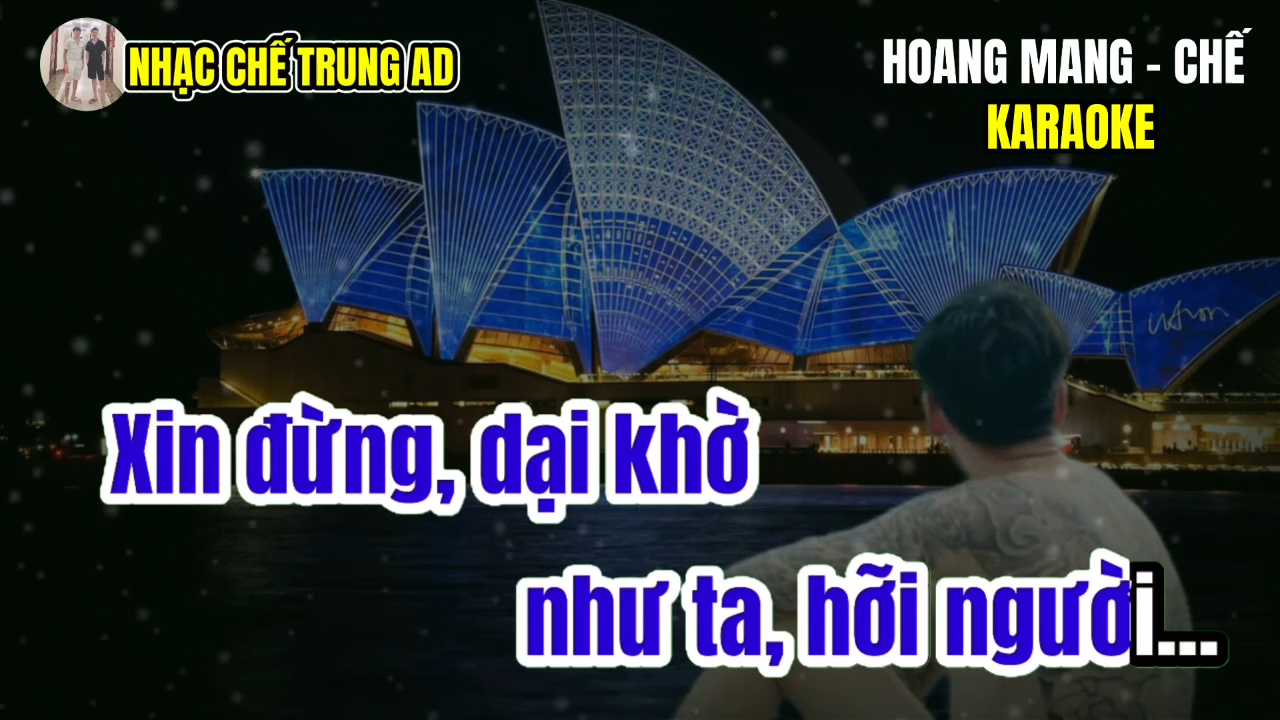 NHẠC CHẾ TRUNG AD
HOANG MANG - CHẾ
KARAOKE
Xin đừng, dại khờ
như ta, hỡi người...